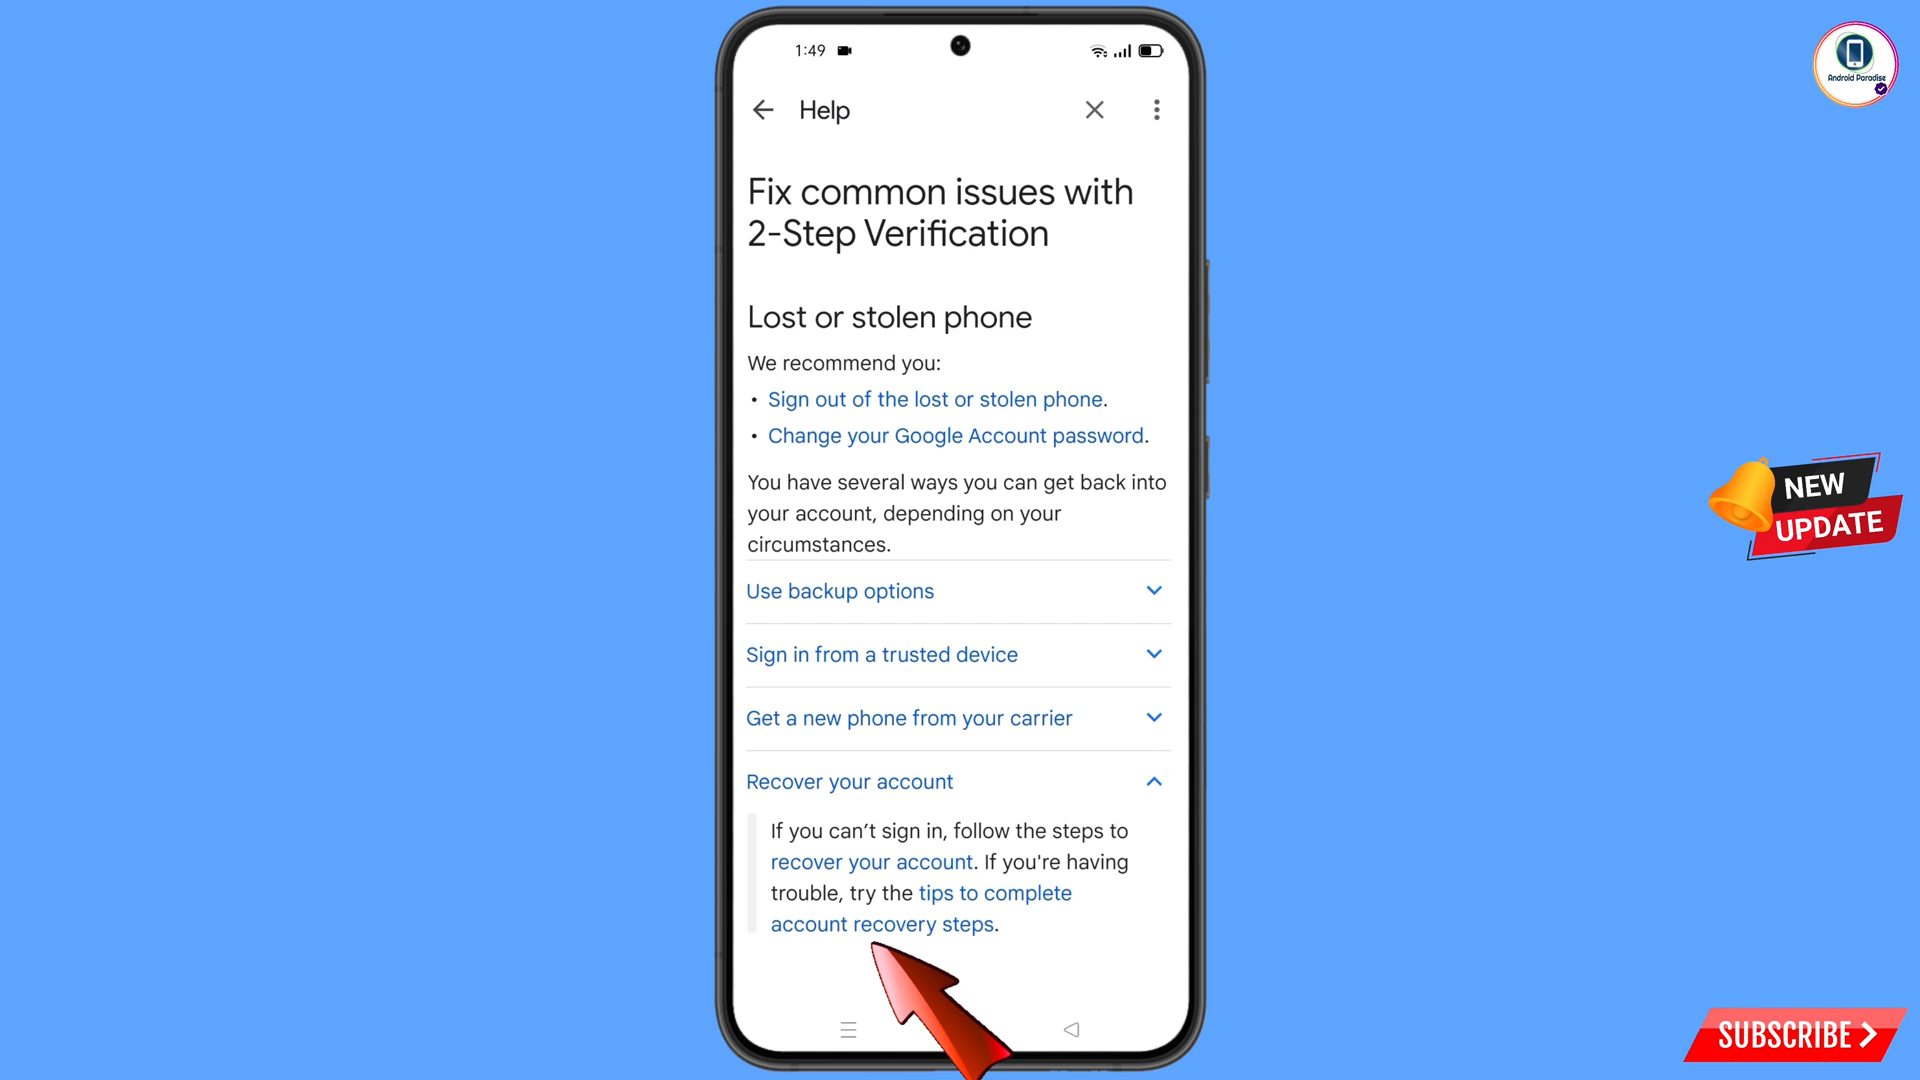 1:49
Android Paradise
Help
Fix common issues with
2-Step Verification
Lost or stolen phone
We recommend you:
• Sign out of the lost or stolen phone.
• Change your Google Account password.
You have several ways you can get back into
your account, depending on your
circumstances.
NEW
UPDATE
Use backup options
Sign in from a trusted device
Get a new phone from your carrier
Recover your account
If you can’t sign in, follow the steps to
recover your account. If you're having
trouble, try the tips to complete
account recovery steps.
SUBSCRIBE